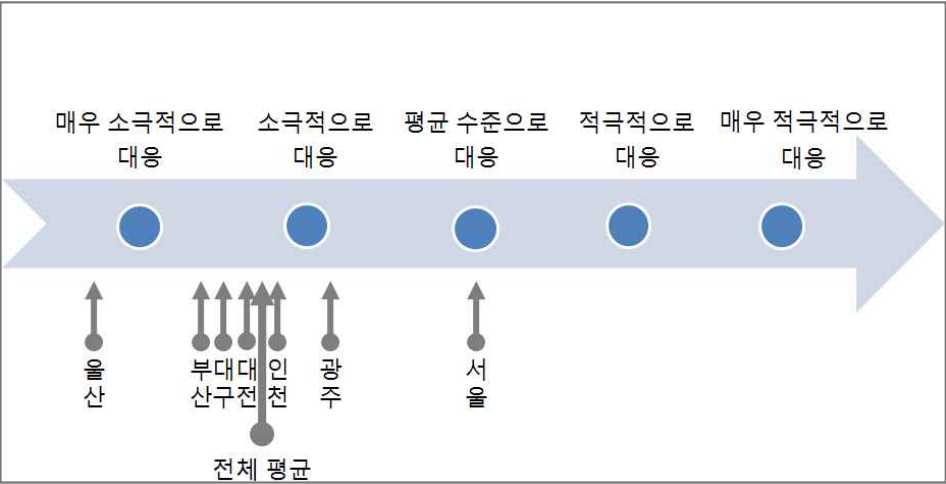 매우 소극적으로
대응
소극적으로
대응
평균 수준으로
대응
적극적으로
대응
매우 적극적으로
대응
울산
부산
대구
대전
인천
광주
서울
전체 평균